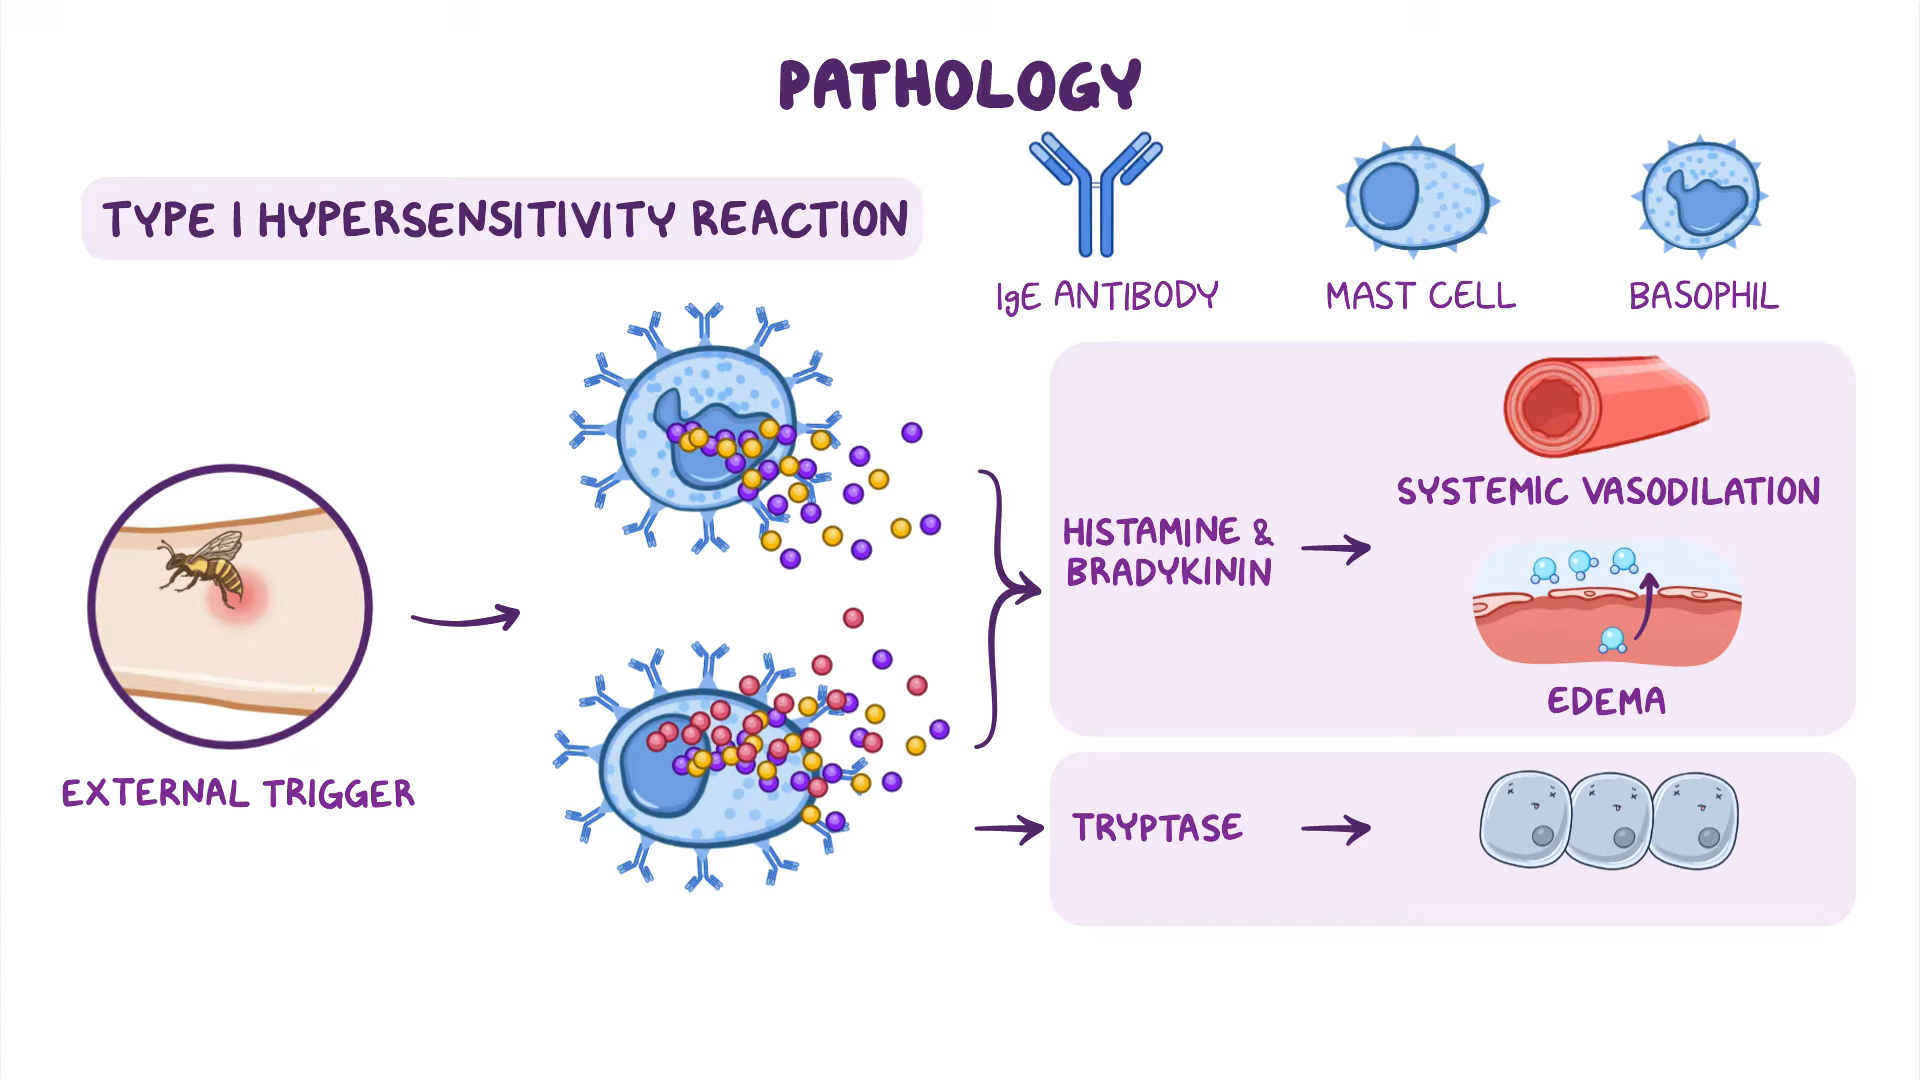 PATHOLOGY
TYPE I HYPERSENSITIVITY REACTION
IgE ANTIBODY
MAST CELL
BASOPHIL
EXTERNAL TRIGGER
HISTAMINE &
BRADYKININ
SYSTEMIC VASODILATION
EDEMA
TRYPTASE